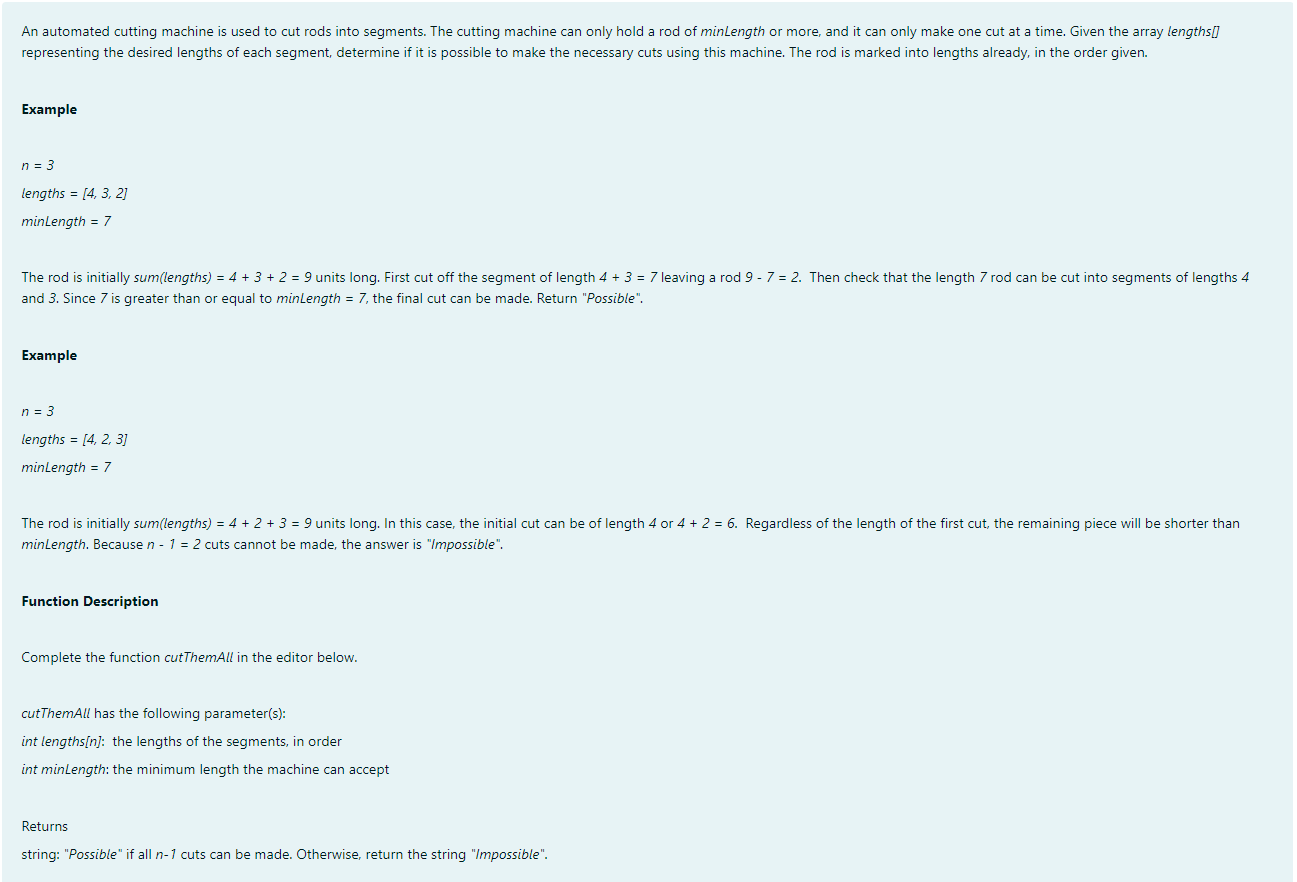 An automated cutting machine is used to cut rods into segments. The cutting machine can only hold a rod of minLength or more, and it can only make one cut at a time. Given the array lengths[]
representing the desired lengths of each segment, determine if it is possible to make the necessary cuts using this machine. The rod is marked into lengths already, in the order given.
Example
n = 3
lengths = [4, 3, 2]
minLength = 7
The rod is initially sum(lengths) = 4 + 3 + 2 = 9 units long. First cut off the segment of length 4 + 3 = 7 leaving a rod 9 - 7 = 2. Then check that the length 7 rod can be cut into segments of lengths 4
and 3. Since 7 is greater than or equal to minLength = 7, the final cut can be made. Return "Possible".
Example
n = 3
lengths = [4, 2, 3]
minLength = 7
The rod is initially sum(lengths) = 4 + 2 + 3 = 9 units long. In this case, the initial cut can be of length 4 or 4 + 2 = 6. Regardless of the length of the first cut, the remaining piece will be shorter than
minLength. Because n - 1 = 2 cuts cannot be made, the answer is "Impossible".
Function Description
Complete the function cutThemAll in the editor below.
cutThemAll has the following parameter(s):
int lengths[n]: the lengths of the segments, in order
int minLength: the minimum length the machine can accept
Returns
string: "Possible" if all n-1 cuts can be made. Otherwise, return the string "Impossible".